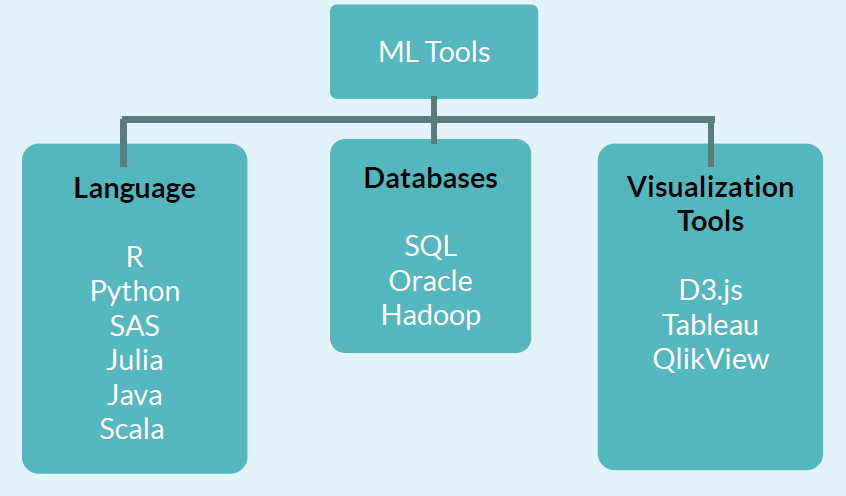 ML Tools
Language
R
Python
SAS
Julia
Java
Scala
Databases
SQL
Oracle
Hadoop
Visualization
Tools
D3.js
Tableau
QlikView